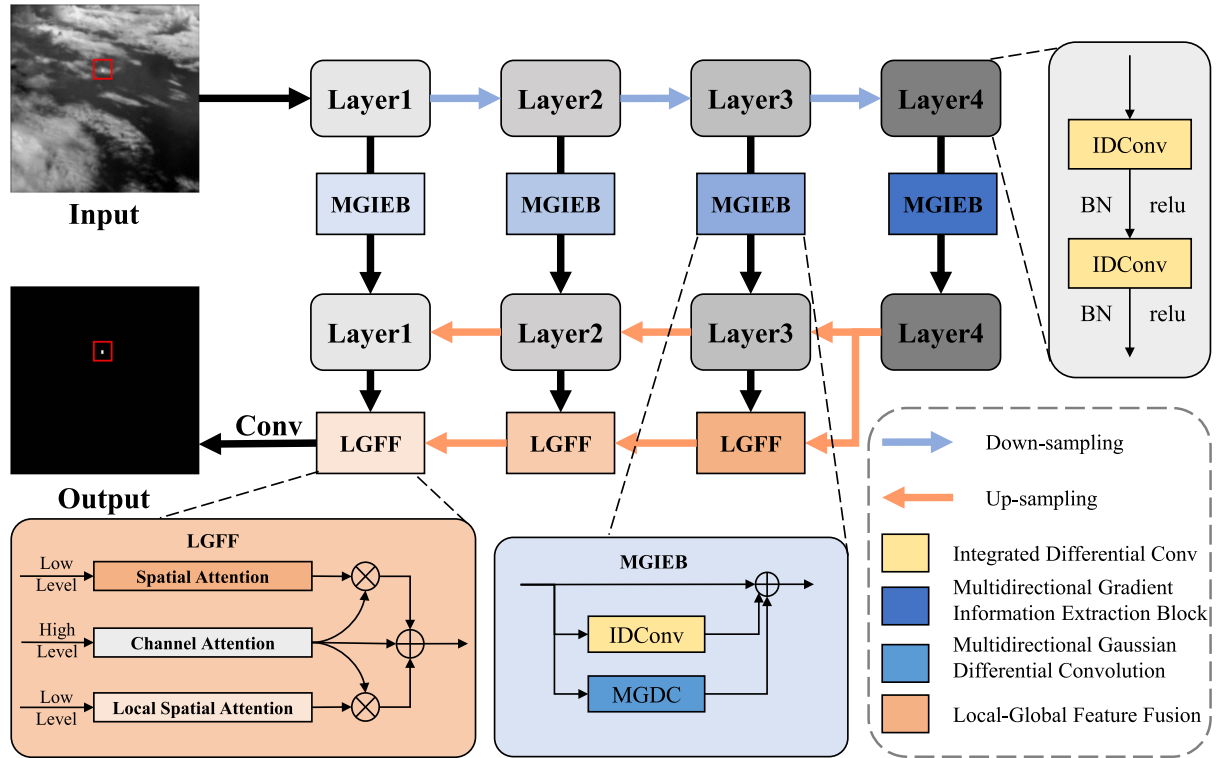 Input
Layer1
Layer2
Layer3
Layer4
MGIEB
MGIEB
MGIEB
MGIEB
IDConv
BN
relu
IDConv
BN
relu
Layer1
Layer2
Layer3
Layer4
Output
Conv
LGFF
LGFF
LGFF
LGFF
Low
Level
Spatial Attention
High
Level
Channel Attention
Low
Level
Local Spatial Attention
MGIEB
IDConv
MGDC
Down-sampling
Up-sampling
Integrated Differential Conv
Multidirectional Gradient
Information Extraction Block
Multidirectional Gaussian
Differential Convolution
Local-Global Feature Fusion